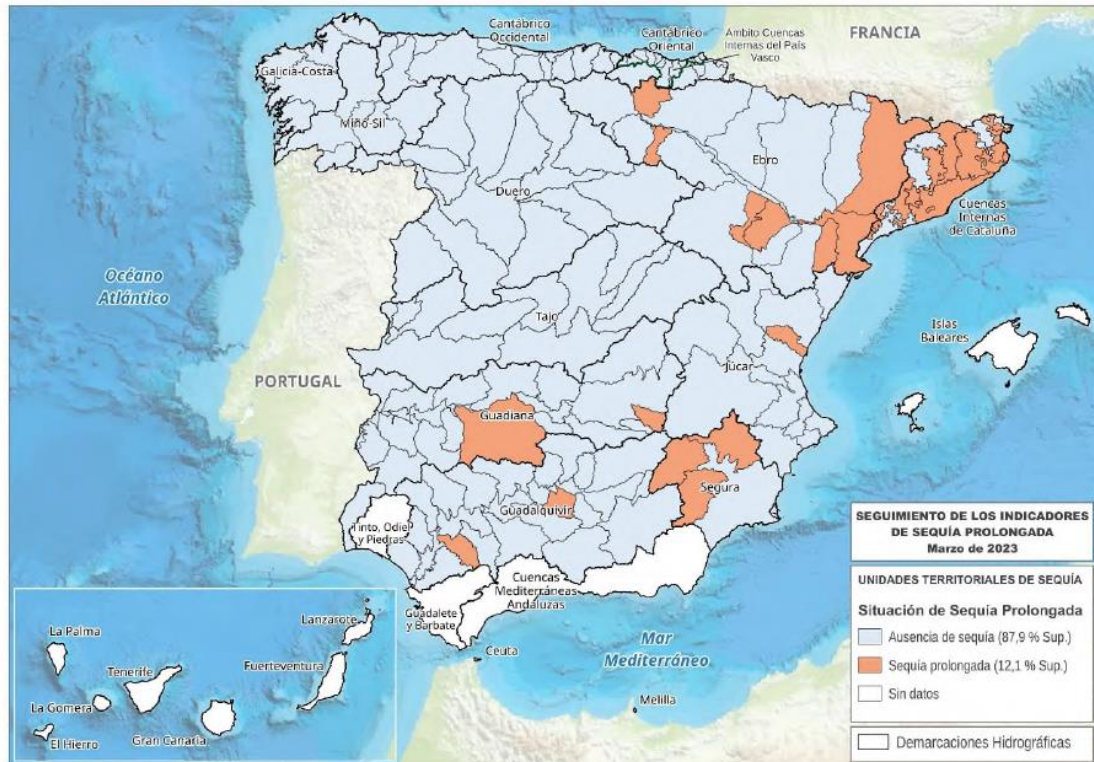 Cantábrico
Occidental
Cantábrico
Oriental
Ámbito Cuencas
Internas del País
Vasco
FRANCIA
Galicia-Costa
Miño-Sil
Ebro
Duero
Cuencas
Internas
de Cataluña
Océano
Atlántico
Tajo
Islas
Baleares
PORTUGAL
Júcar
Guadiana
Segura
Guadalquivir
Tinto, Odiel
y Piedras
Cuencas
Mediterráneas
Andaluzas
Guadalete
y Barbate
Ceuta
Mar
Mediterráneo
Melilla
La Palma
Lanzarote
Tenerife
Fuerteventura
La Gomera
El Hierro
Gran Canaria
SEGUIMIENTO DE LOS INDICADORES
DE SEQUÍA PROLONGADA
Marzo de 2023
UNIDADES TERRITORIALES DE SEQUÍA
Situación de Sequía Prolongada
Ausencia de sequía (87,9 % Sup.)
Sequía prolongada (12,1 % Sup.)
Sin datos
Demarcaciones Hidrográficas